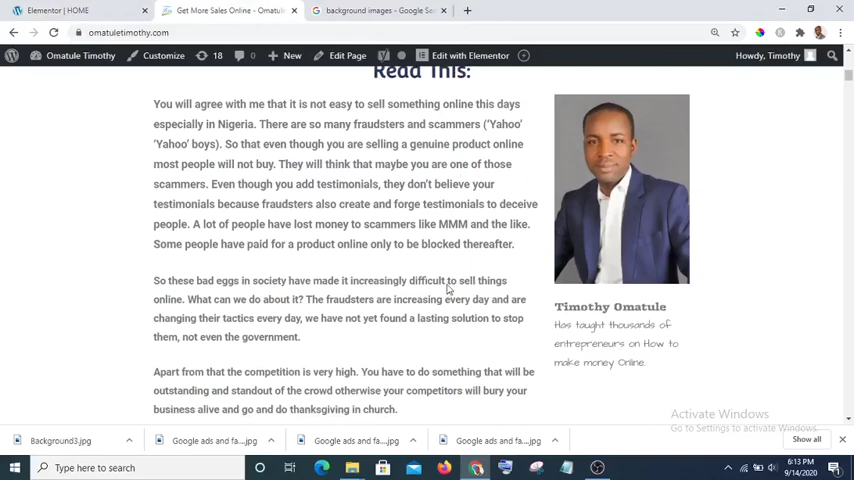 Elementor | HOME
Get More Sales Online - Omatul
background images - Google Se
omatuletimothy.com
Omatule Timothy
Customize
18
0
New
Edit Page
Edit with Elementor
Howdy, Timothy
Read This:
You will agree with me that it is not easy to sell something online this days
especially in Nigeria. There are so many fraudsters and scammers (‘Yahoo’
‘Yahoo’ boys). So that even though you are selling a genuine product online
most people will not buy. They will think that maybe you are one of those
scammers. Even though you add testimonials, they don’t believe your
testimonials because fraudsters also create and forge testimonials to deceive
people. A lot of people have lost money to scammers like MMM and the like.
Some people have paid for a product online only to be blocked thereafter.
So these bad eggs in society have made it increasingly difficult to sell things
online. What can we do about it? The fraudsters are increasing every day and are
changing their tactics every day, we have not yet found a lasting solution to stop
them, not even the government.
Apart from that the competition is very high. You have to do something that will be
outstanding and standout of the crowd otherwise your competitors will bury your
business alive and go and do thanksgiving in church.
Timothy Omatule
Has taught thousands of
entrepreneurs on How to
make money Online.
Activate Windows
Go to Settings to activate Windows.
Background3.jpg
Google ads and fa....jpg
Google ads and fa....jpg
Google ads and fa....jpg
Show all
Type here to search
6:13 PM
9/14/2020